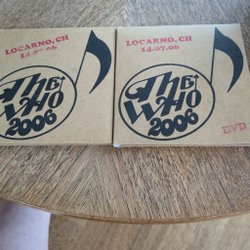 LOCARNO, CH
14.07.06
THE WHO
2006
LOCARNO, CH
14.07.06
THE WHO
2006
DVD